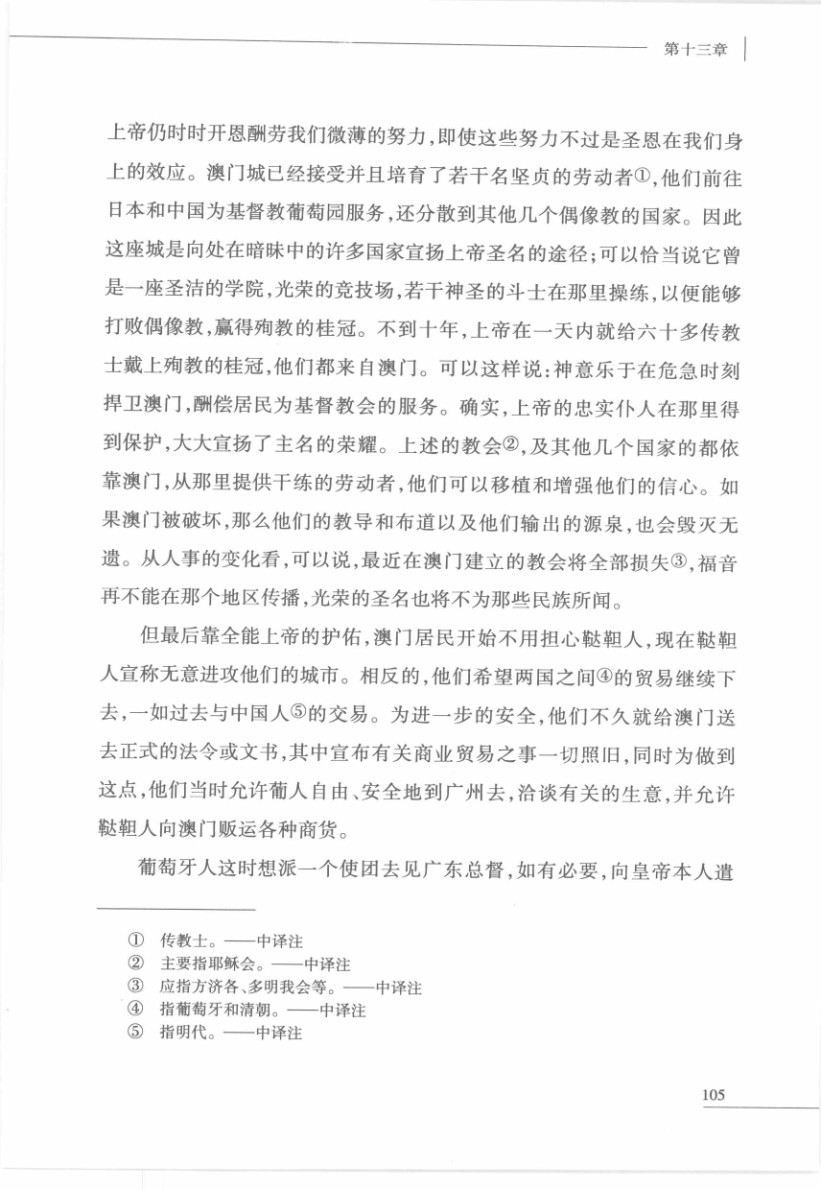 第十三章
上帝仍时时开恩酬劳我们微薄的努力,即使这些努力不过是圣恩在我们身
上的效应。澳门城已经接受并且培育了若干名坚贞的劳动者①,他们前往
日本和中国为基督教葡萄园服务,还分散到其他几个偶像教的国家。因此
这座城是向处在暗昧中的许多国家宣扬上帝圣名的途径;可以恰当说它曾
是一座圣洁的学院,光荣的竞技场,若干神圣的斗士在那里操练,以便能够
打败偶像教,赢得殉教的桂冠。不到十年,上帝在一天内就给六十多传教
士戴上殉教的桂冠,他们都来自澳门。可以这样说:神意乐于在危急时刻
捍卫澳门,酬偿居民为基督教会的服务。确实,上帝的忠实仆人在那里得
到保护,大大宣扬了主名的荣耀。上述的教会②,及其他几个国家的都依
靠澳门,从那里提供干练的劳动者,他们可以移植和增强他们的信心。如
果澳门被破坏,那么他们的教导和布道以及他们输出的源泉,也会毁灭无
遗。从人事的变化看,可以说,最近在澳门建立的教会将全部损失③,福音
再不能在那个地区传播,光荣的圣名也将不为那些民族所闻。
但最后靠全能上帝的护佑,澳门居民开始不用担心鞑靼人,现在鞑靼
人宣称无意进攻他们的城市。相反的,他们希望两国之间④的贸易继续下
去,一如过去与中国人⑤的交易。为进一步的安全,他们不久就给澳门送
去正式的法令或文书,其中宣布有关商业贸易之事一切照旧,同时为做到
这点,他们当时允许葡人自由、安全地到广州去,洽谈有关的生意,并允许
鞑靼人向澳门贩运各种商货。
葡萄牙人这时想派一个使团去见广东总督,如有必要,向皇帝本人遣
① 传教士。——中译注
② 主要指耶稣会。——中译注
③ 应指方济各、多明我会等。——中译注
④ 指葡萄牙和清朝。——中译注
⑤ 指明代。——中译注
105